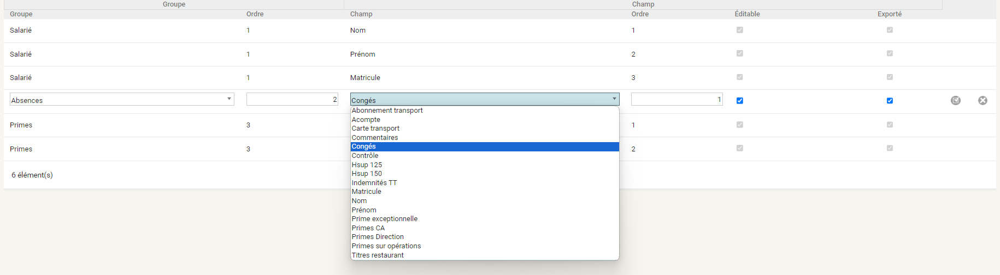 Groupe Champ
Groupe Ordre Champ Ordre Éditable Exporté
Salarié 1 Nom 1
Salarié 1 Prénom 2
Salarié 1 Matricule 3
Absences 2 Congés 1
Abonnement transport
Acompte
Carte transport
Commentaires
Congés
Contrôle
Hsup 125
Hsup 150
Indemnités TT
Matricule
Nom
Prénom
Prime exceptionnelle
Primes CA
Primes Direction
Primes sur opérations
Titres restaurant
Primes 3 1
Primes 3 2
6 élément(s)